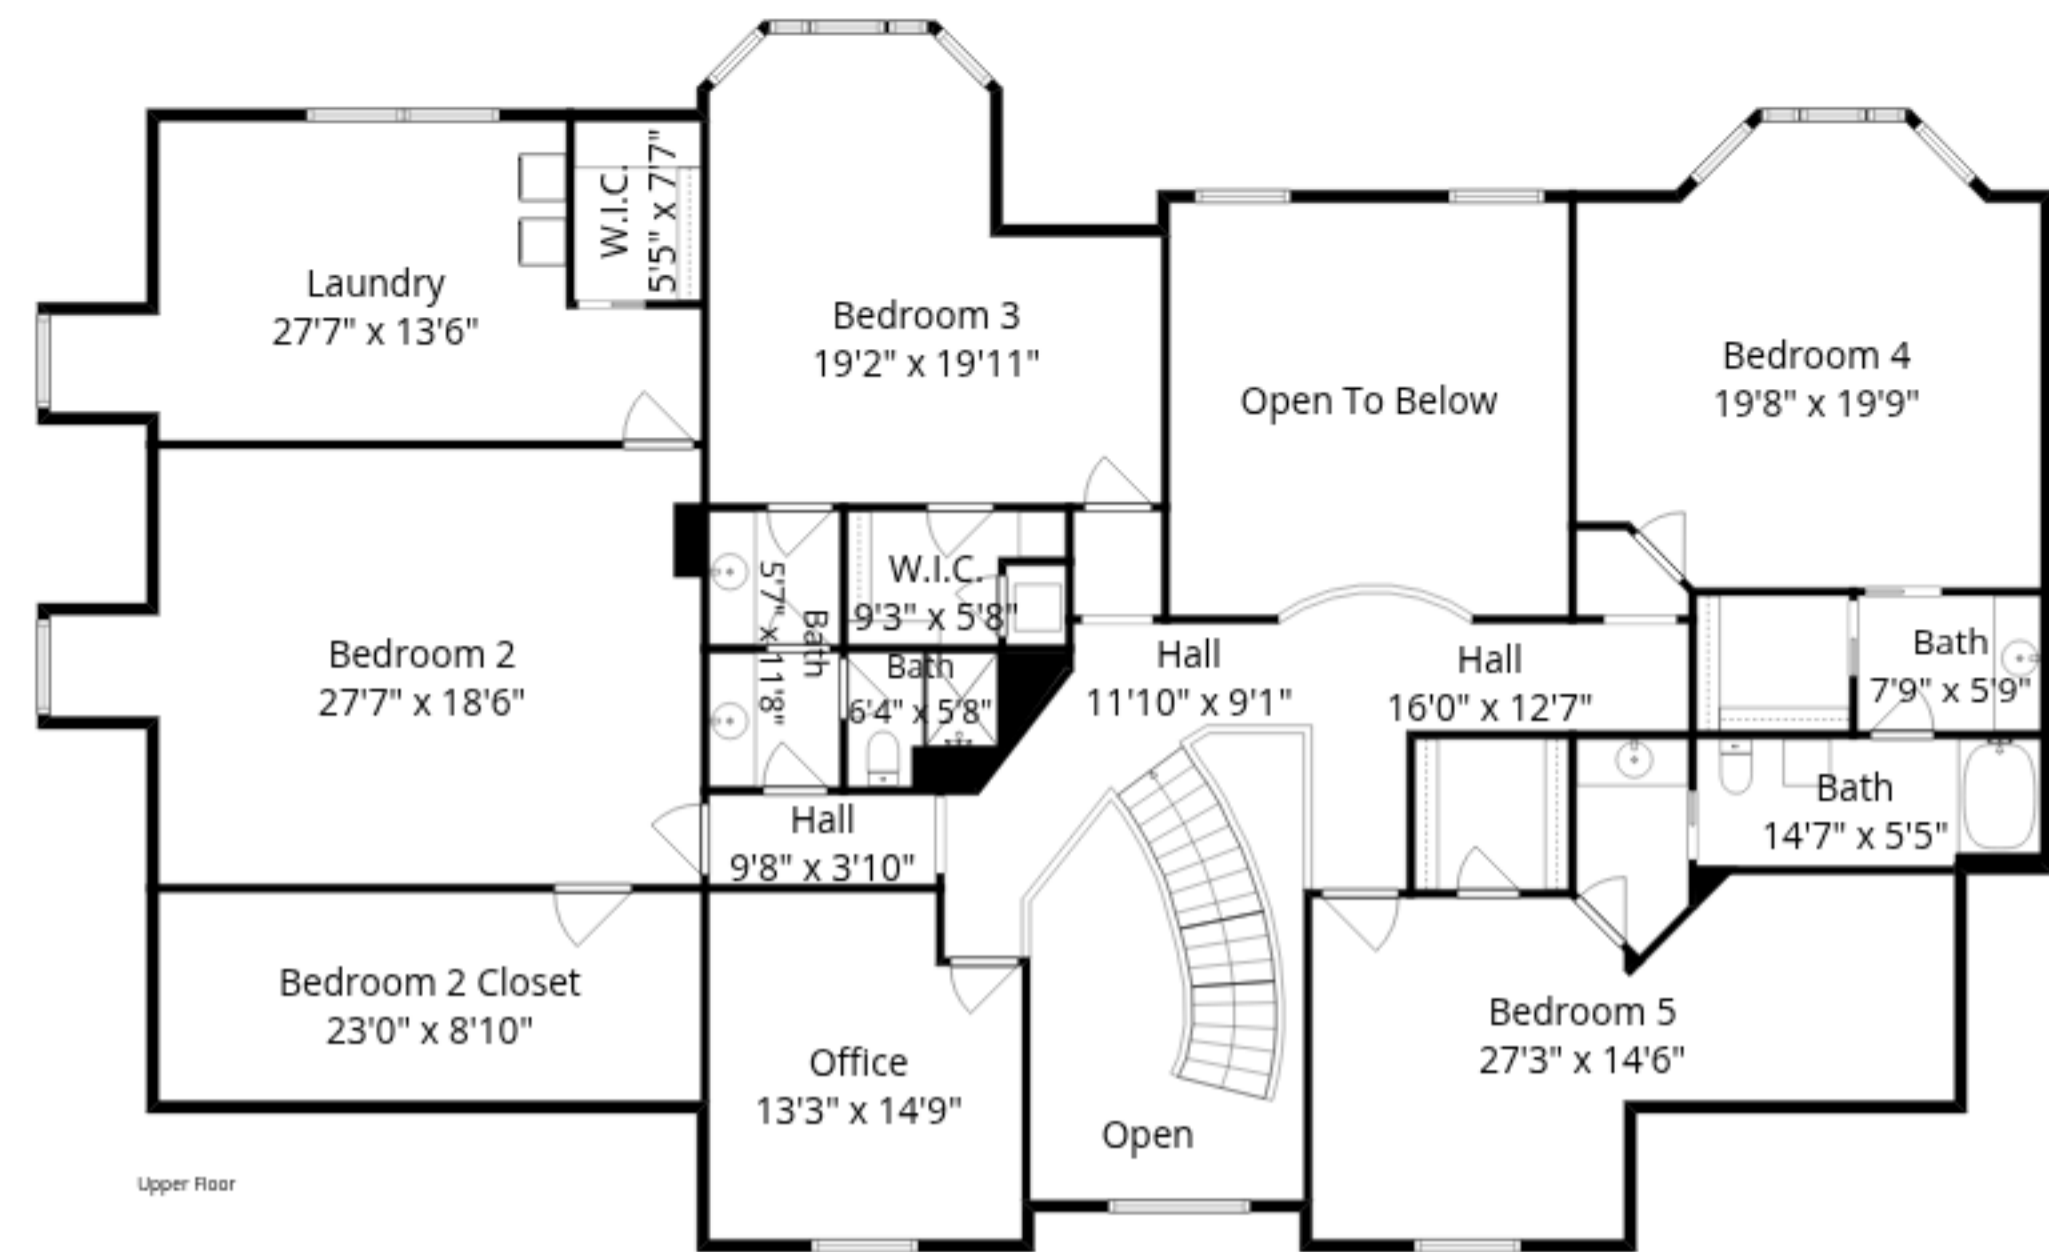 W.I.C.
5'5" x 7'7"
Laundry
27'7" x 13'6"
Bedroom 3
19'2" x 19'11"
Open To Below
Bedroom 4
19'8" x 19'9"
Bath
5'7" x 11'8"
W.I.C.
9'3" x 5'8"
Bath
6'4" x 5'8"
Hall
11'10" x 9'1"
Hall
16'0" x 12'7"
Bath
7'9" x 5'9"
Bedroom 2
27'7" x 18'6"
Bath
14'7" x 5'5"
Hall
9'8" x 3'10"
Bedroom 2 Closet
23'0" x 8'10"
Office
13'3" x 14'9"
Bedroom 5
27'3" x 14'6"
Open
Upper Floor